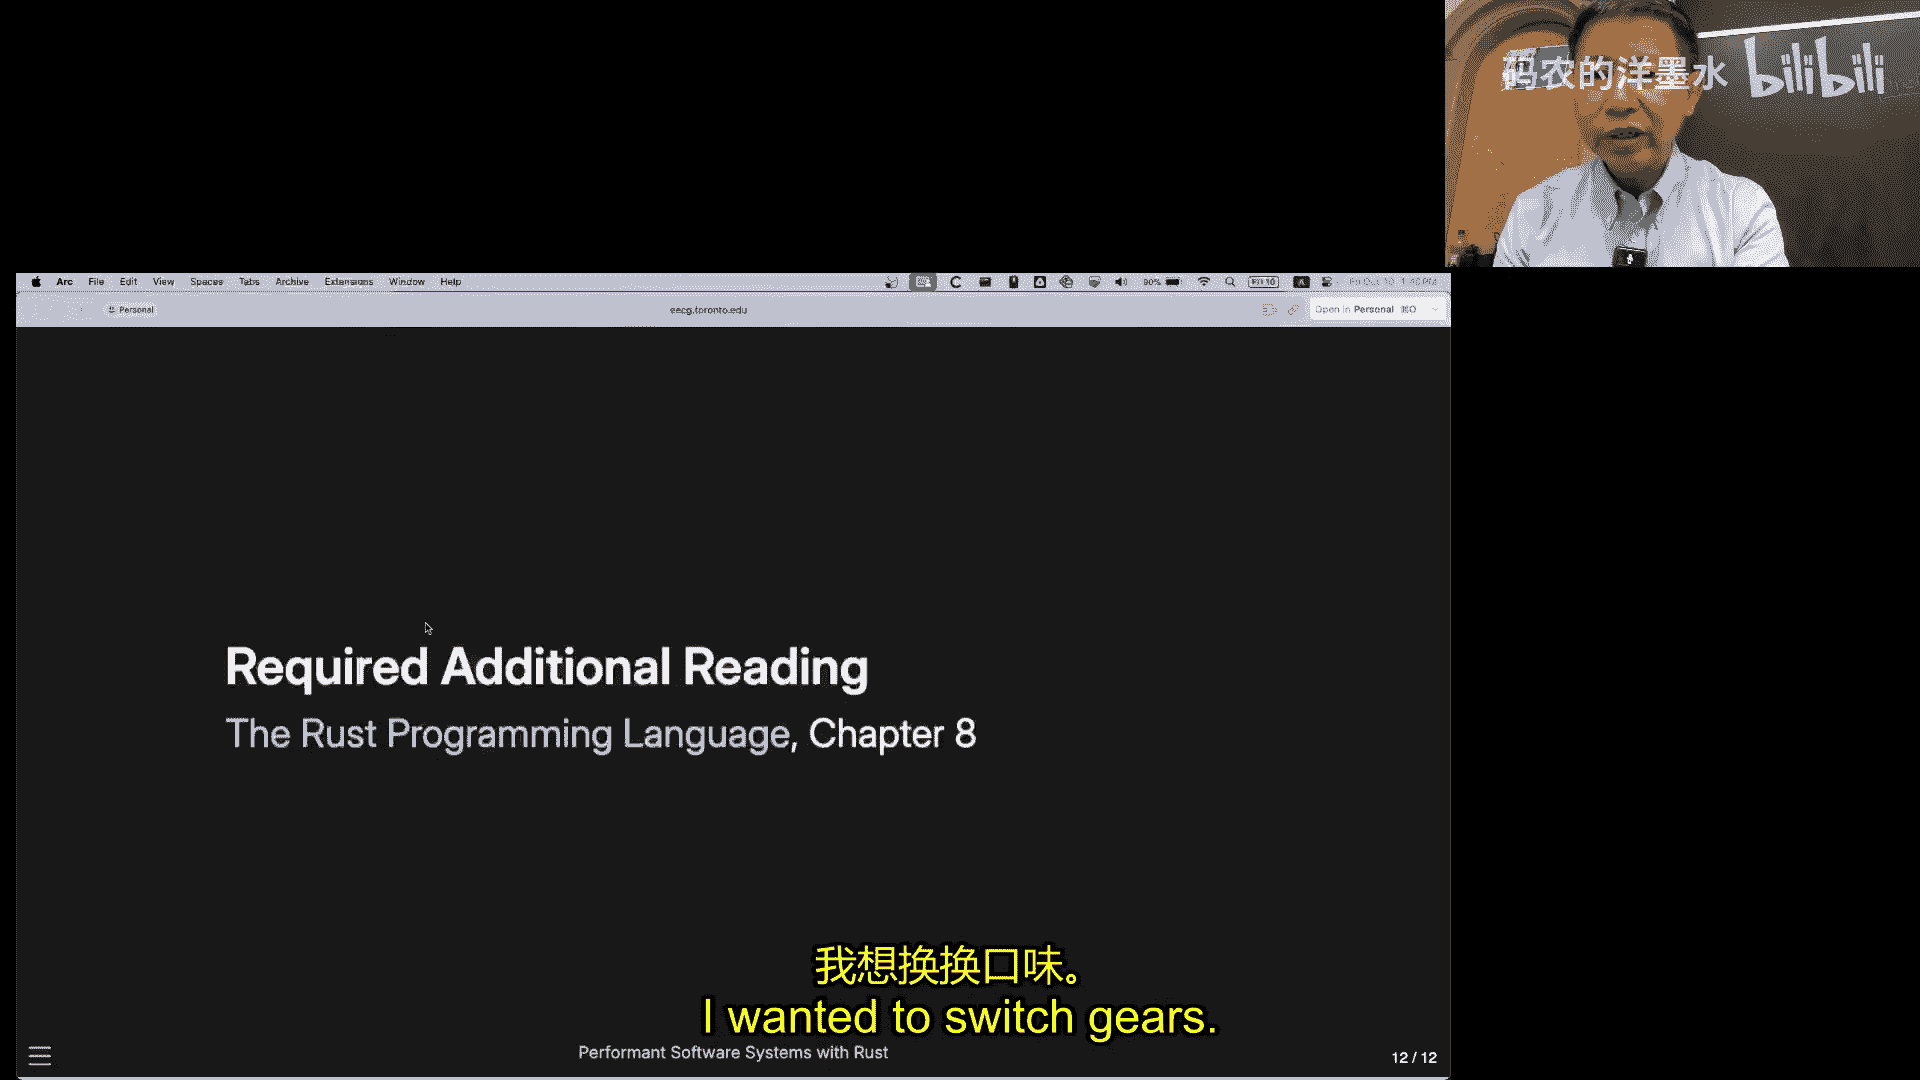 码农的洋墨水 bilibili
Arc File Edit View Spaces Tabs Archive Extensions Window Help
90%
Personal
eecg.toronto.edu
Open in Personal ⌘O
Required Additional Reading
The Rust Programming Language, Chapter 8
我想换换口味。
I wanted to switch gears.
Performant Software Systems with Rust
12 / 12